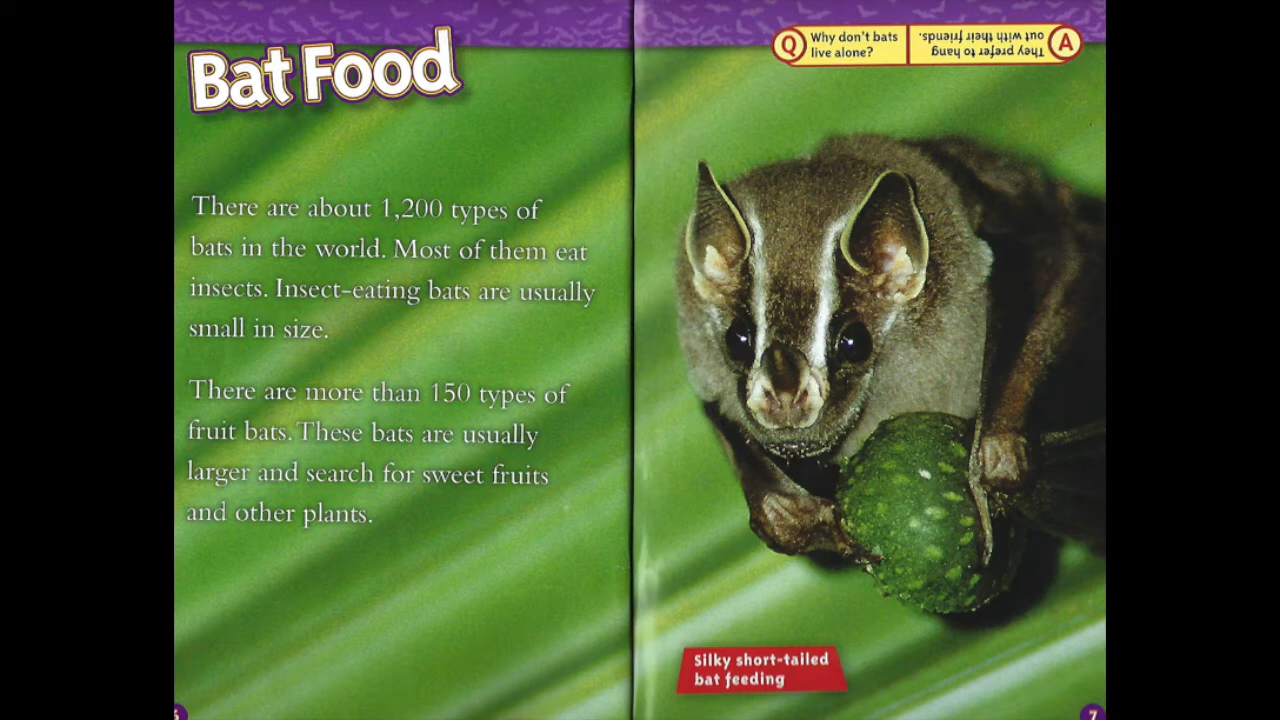 Bat Food
There are about 1,200 types of
bats in the world. Most of them eat
insects. Insect-eating bats are usually
small in size.
There are more than 150 types of
fruit bats. These bats are usually
larger and search for sweet fruits
and other plants.
Q
Why don't bats
live alone?
A
They prefer to hang
out with their friends.
Silky short-tailed
bat feeding
7